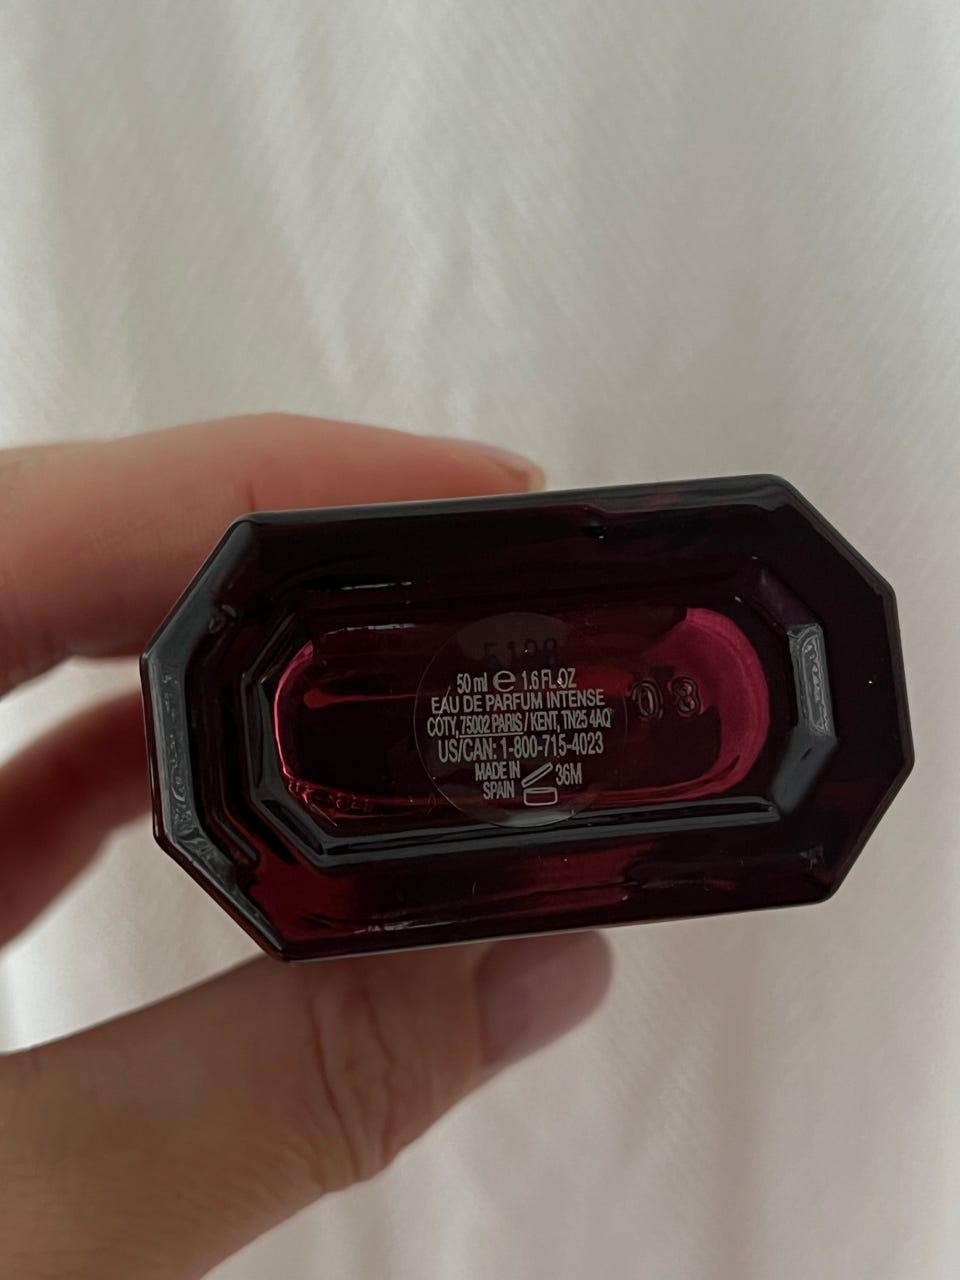 50 ml e 1.6 FL.OZ
EAU DE PARFUM INTENSE
COTY, 75002 PARIS / KENT, TN25 4AQ
US/CAN: 1-800-715-4023
MADE IN
SPAIN
36M
08